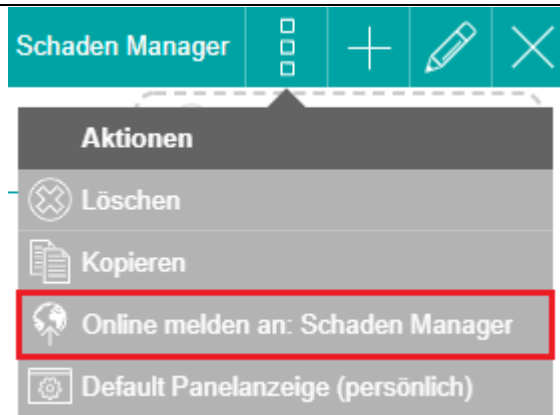 Schaden Manager
Aktionen
Löschen
Kopieren
Online melden an: Schaden Manager
Default Panelanzeige (persönlich)